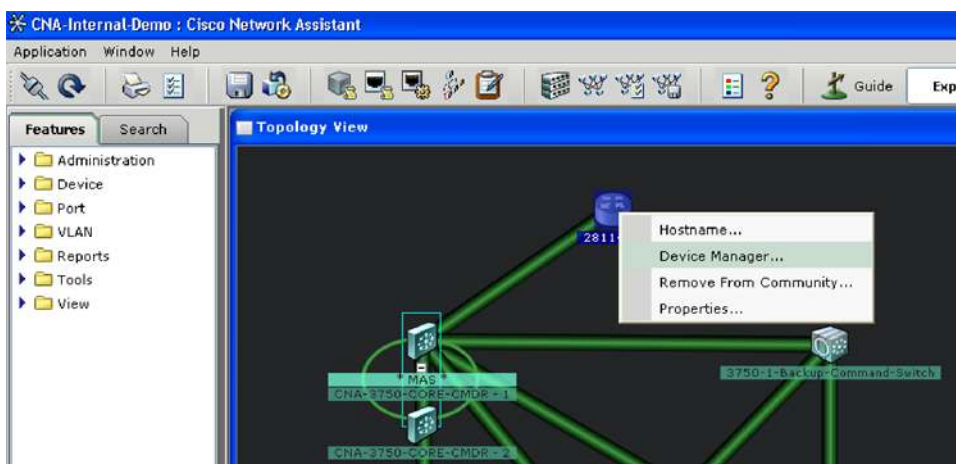 CNA-Internal-Demo : Cisco Network Assistant
Application Window Help
Guide
Exp
Features Search
Topology View
Administration
Device
Port
VLAN
Reports
Tools
View
2811-
Hostname...
Device Manager...
Remove From Community...
Properties...
3750-1-Backup-Command-Switch
* MAS *
CNA-3750-CORE-CMDR - 1
CNA-3750-CORE-CMDR - 2